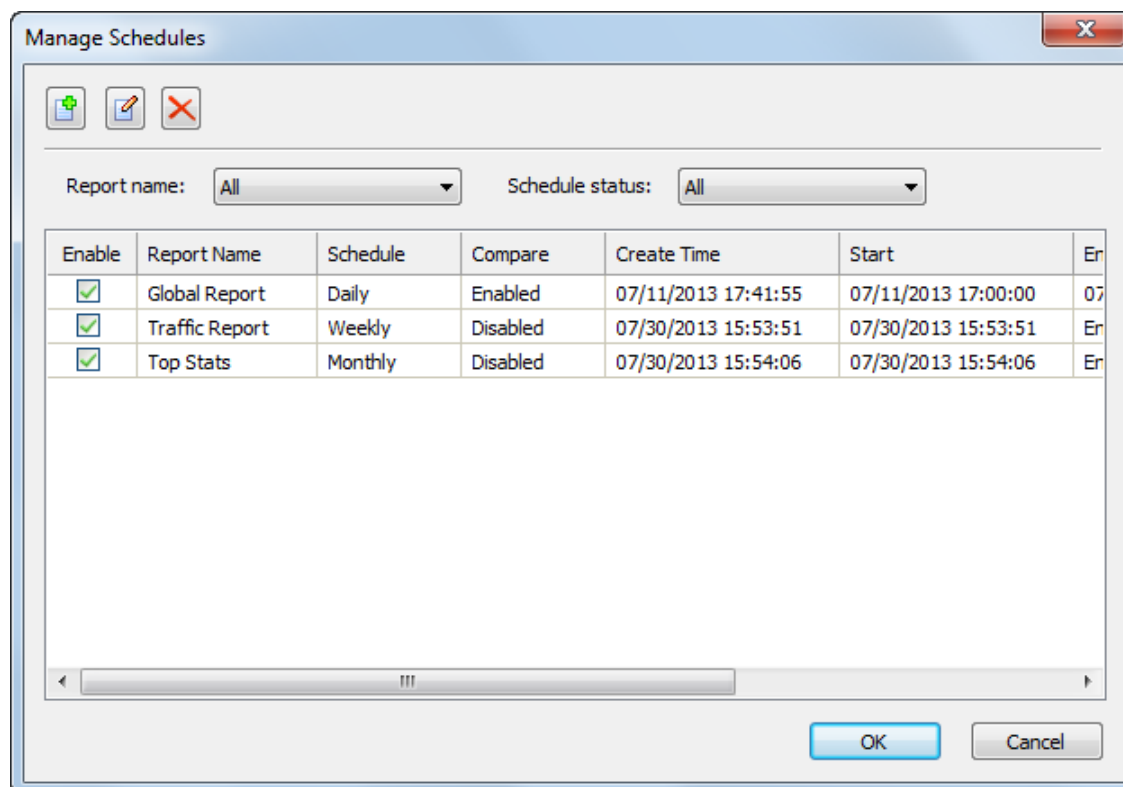 Manage Schedules
Report name: All Schedule status: All
Enable Report Name Schedule Compare Create Time Start
Global Report Daily Enabled 07/11/2013 17:41:55 07/11/2013 17:00:00 07
Traffic Report Weekly Disabled 07/30/2013 15:53:51 07/30/2013 15:53:51
Top Stats Monthly Disabled 07/30/2013 15:54:06 07/30/2013 15:54:06
OK Cancel